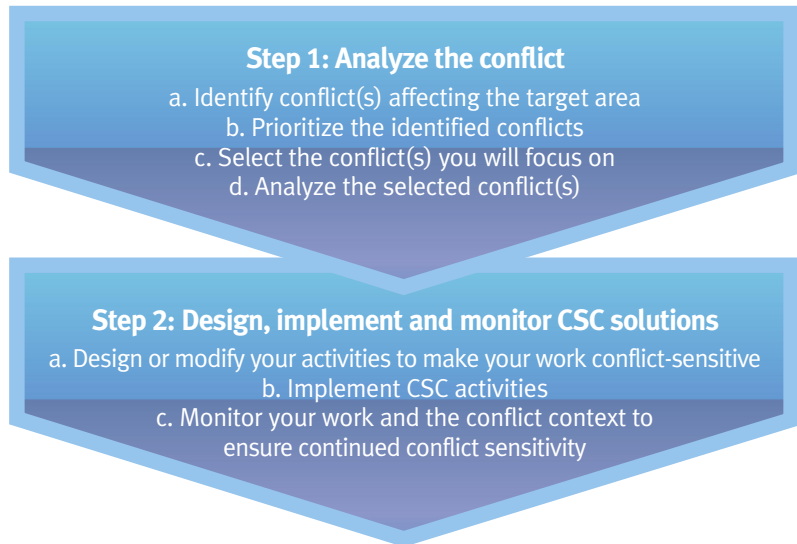 Step 1: Analyze the conflict
a. Identify conflict(s) affecting the target area
b. Prioritize the identified conflicts
c. Select the conflict(s) you will focus on
d. Analyze the selected conflict(s)
Step 2: Design, implement and monitor CSC solutions
a. Design or modify your activities to make your work conflict-sensitive
b. Implement CSC activities
c. Monitor your work and the conflict context to
ensure continued conflict sensitivity